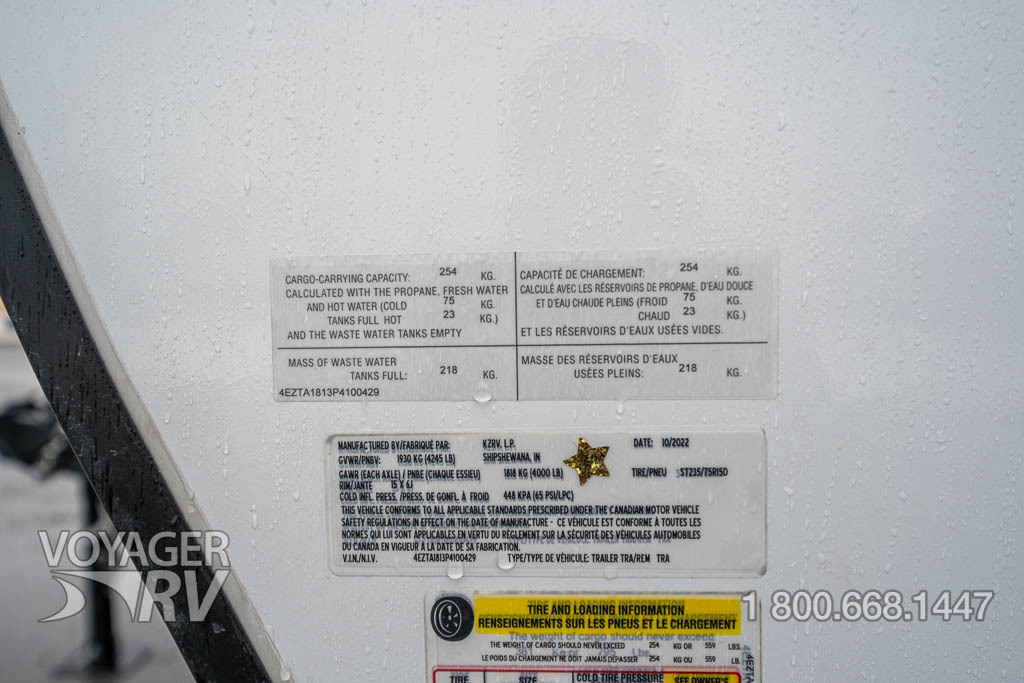 CARGO-CARRYING CAPACITY: 254 KG.
CALCULATED WITH THE PROPANE, FRESH WATER
AND HOT WATER (COLD 75 KG.
TANKS FULL HOT 23 KG.)
AND THE WASTE WATER TANKS EMPTY
CAPACITÉ DE CHARGEMENT: 254 KG.
CALCULÉ AVEC LES RÉSERVOIRS DE PROPANE, D'EAU DOUCE
ET D'EAU CHAUDE PLEINS (FROID 75 KG.
CHAUD 23 KG.)
ET LES RÉSERVOIRS D'EAUX USÉES VIDES.
MASS OF WASTE WATER
TANKS FULL: 218 KG.
4EZTA1813P4100429
MASSE DES RÉSERVOIRS D'EAUX
USÉES PLEINS: 218 KG.
MANUFACTURED BY/FABRIQUÉ PAR: KZRV, L.P. DATE: 10/2022
GVWR/PNBV: 1930 KG (4245 LB) SHIPSHEWANA, IN
GAWR (EACH AXLE) / PNBE (CHAQUE ESSIEU) 1818 KG (4000 LB) TIRE/PNEU ST235/75R15D
RIM/JANTE 15 X 6J
COLD INFL. PRESS./PRESS. DE GONFL. À FROID 448 KPA (65 PSI/LPC)
THIS VEHICLE CONFORMS TO ALL APPLICABLE STANDARDS PRESCRIBED UNDER THE CANADIAN MOTOR VEHICLE
SAFETY REGULATIONS IN EFFECT ON THE DATE OF MANUFACTURE · CE VÉHICULE EST CONFORME À TOUTES LES
NORMES QUI LUI SONT APPLICABLES EN VERTU DU RÈGLEMENT SUR LA SÉCURITÉ DES VÉHICULES AUTOMOBILES
DU CANADA EN VIGUEUR À LA DATE DE SA FABRICATION.
V.I.N./N.I.V. 4EZTA1813P4100429 TYPE/TYPE DE VÉHICULE: TRAILER TRA/REM TRA
VOYAGER
RV
1 800.668.1447
TIRE AND LOADING INFORMATION
RENSEIGNEMENTS SUR LES PNEUS ET LE CHARGEMENT
The weight of cargo should never exceed
THE WEIGHT OF CARGO SHOULD NEVER EXCEED 254 KG OR 559 LBS.
LE POIDS DU CHARGEMENT NE DOIT JAMAIS DÉPASSER 254 KG OU 559 LB.
4EZTA
TIRE SIZE COLD TIRE PRESSURE SEE OWNER'S